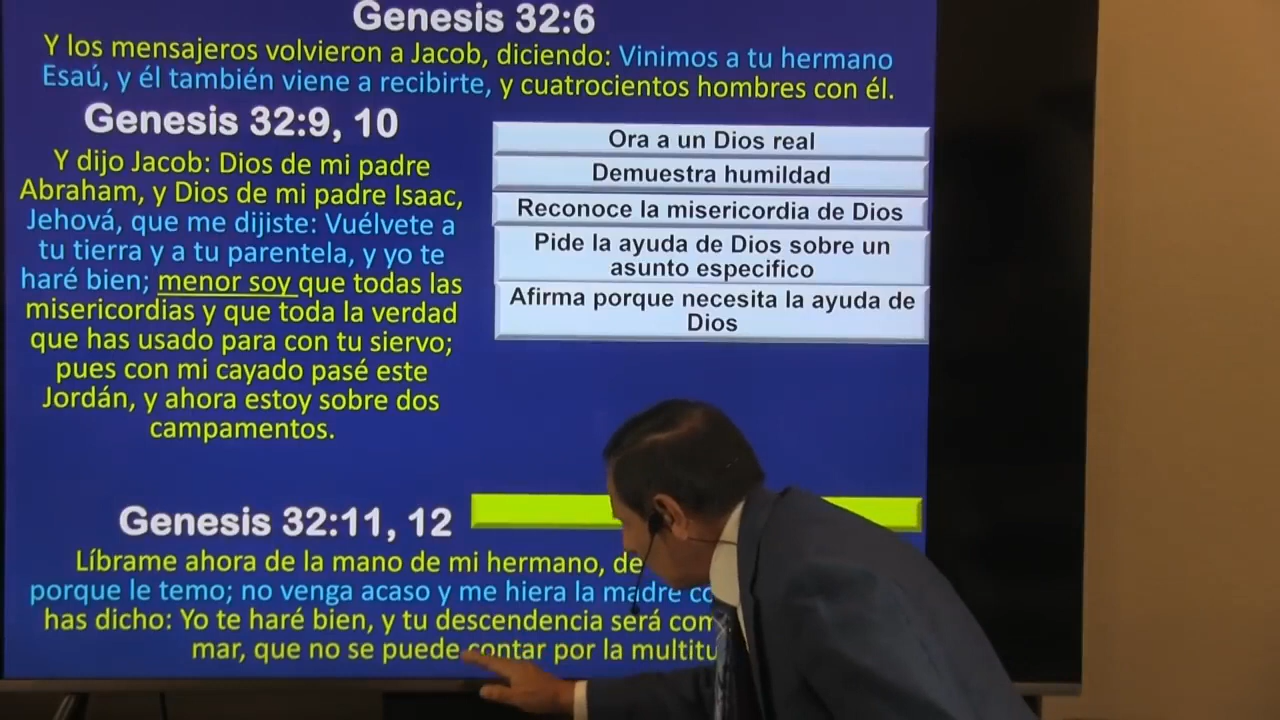 Genesis 32:6
Y los mensajeros volvieron a Jacob, diciendo: Vinimos a tu hermano
Esaú, y él también viene a recibirte, y cuatrocientos hombres con él.
Genesis 32:9, 10
Y dijo Jacob: Dios de mi padre
Abraham, y Dios de mi padre Isaac,
Jehová, que me dijiste: Vuélvete a
tu tierra y a tu parentela, y yo te
haré bien; menor soy que todas las
misericordias y que toda la verdad
que has usado para con tu siervo;
pues con mi cayado pasé este
Jordán, y ahora estoy sobre dos
campamentos.
Ora a un Dios real
Demuestra humildad
Reconoce la misericordia de Dios
Pide la ayuda de Dios sobre un
asunto especifico
Afirma porque necesita la ayuda de
Dios
Genesis 32:11, 12
Líbrame ahora de la mano de mi hermano, de
porque le temo; no venga acaso y me hiera la madre
has dicho: Yo te haré bien, y tu descendencia será
mar, que no se puede contar por la